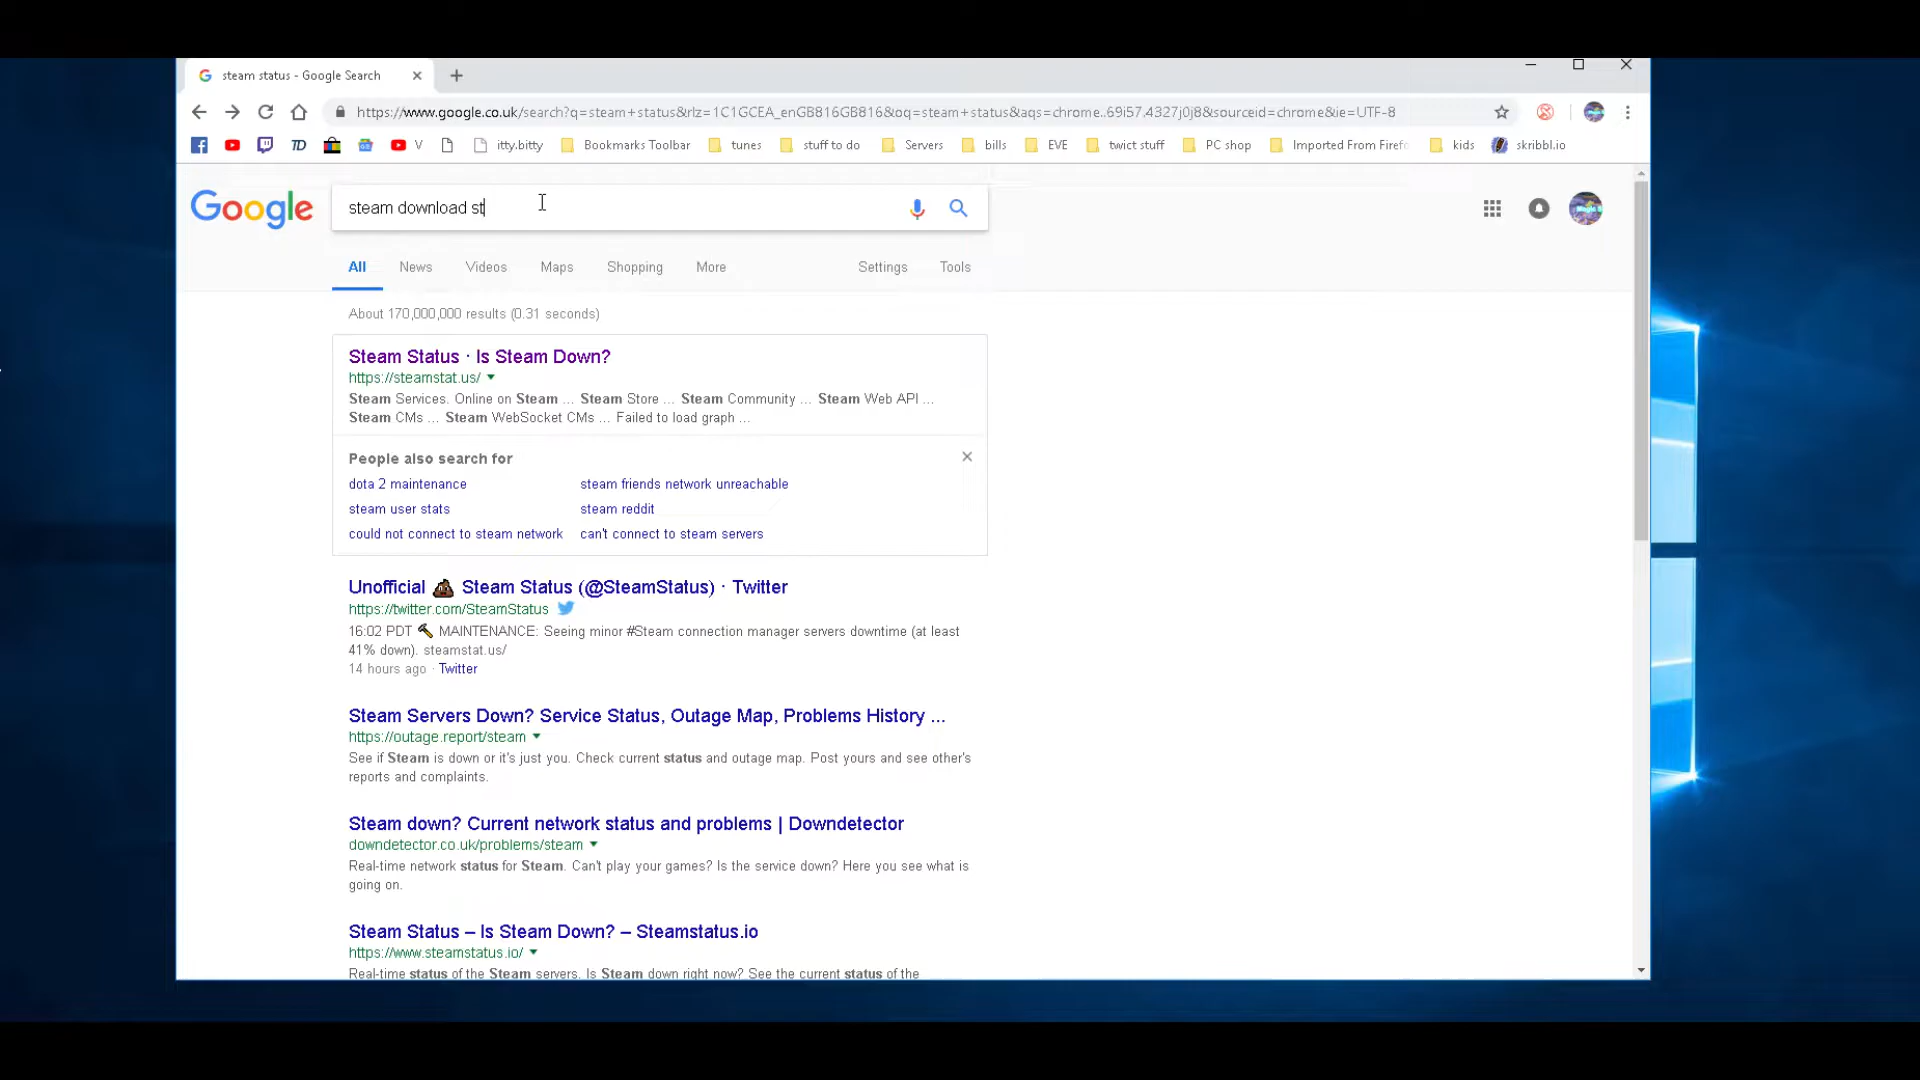 steam status - Google Search
https://www.google.co.uk/search?q=steam+status&rlz=1C1GCEA_enGB816GB816&oq=steam+status&aqs=chrome..69i57.4327j0j8&sourceid=chrome&ie=UTF-8
TD V itty.bitty Bookmarks Toolbar tunes stuff to do Servers bills EVE twict stuff PC shop Imported From Firef kids skribbl.io
Google steam download st
All News Videos Maps Shopping More Settings Tools
About 170,000,000 results (0.31 seconds)
Steam Status · Is Steam Down?
https://steamstat.us/
Steam Services. Online on Steam ... Steam Store ... Steam Community ... Steam Web API ...
Steam CMs ... Steam WebSocket CMs ... Failed to load graph ...
People also search for
dota 2 maintenance steam friends network unreachable
steam user stats steam reddit
could not connect to steam network can't connect to steam servers
Unofficial 💩 Steam Status (@SteamStatus) · Twitter
https://twitter.com/SteamStatus
16:02 PDT 🔨 MAINTENANCE: Seeing minor #Steam connection manager servers downtime (at least
41% down). steamstat.us/
14 hours ago · Twitter
Steam Servers Down? Service Status, Outage Map, Problems History ...
https://outage.report/steam
See if Steam is down or it's just you. Check current status and outage map. Post yours and see other's
reports and complaints.
Steam down? Current network status and problems | Downdetector
downdetector.co.uk/problems/steam
Real-time network status for Steam. Can't play your games? Is the service down? Here you see what is
going on.
Steam Status – Is Steam Down? – Steamstatus.io
https://www.steamstatus.io/
Real-time status of the Steam servers. Is Steam down right now? See the current status of the